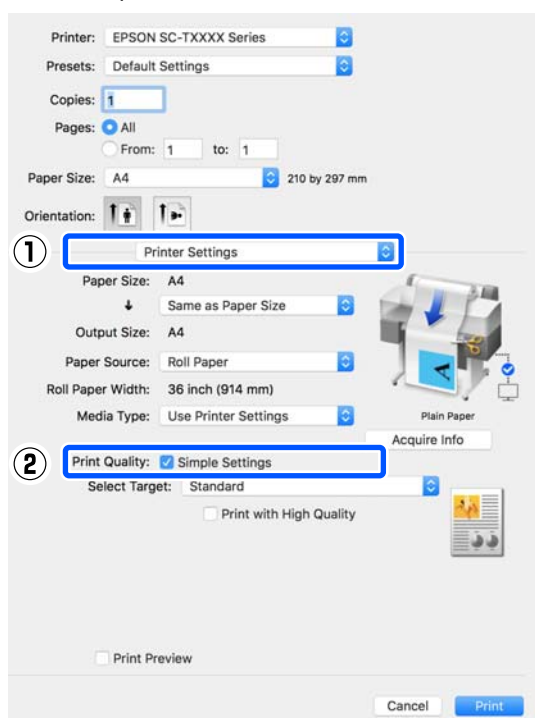 Printer: EPSON SC-TXXXX Series
Presets: Default Settings
Copies: 1
Pages: All
From: 1 to: 1
Paper Size: A4 210 by 297 mm
Orientation:
① Printer Settings
Paper Size: A4
Same as Paper Size
Output Size: A4
Paper Source: Roll Paper
Roll Paper Width: 36 inch (914 mm)
Media Type: Use Printer Settings
Plain Paper
Acquire Info
② Print Quality: Simple Settings
Select Target: Standard
Print with High Quality
Print Preview
Cancel Print